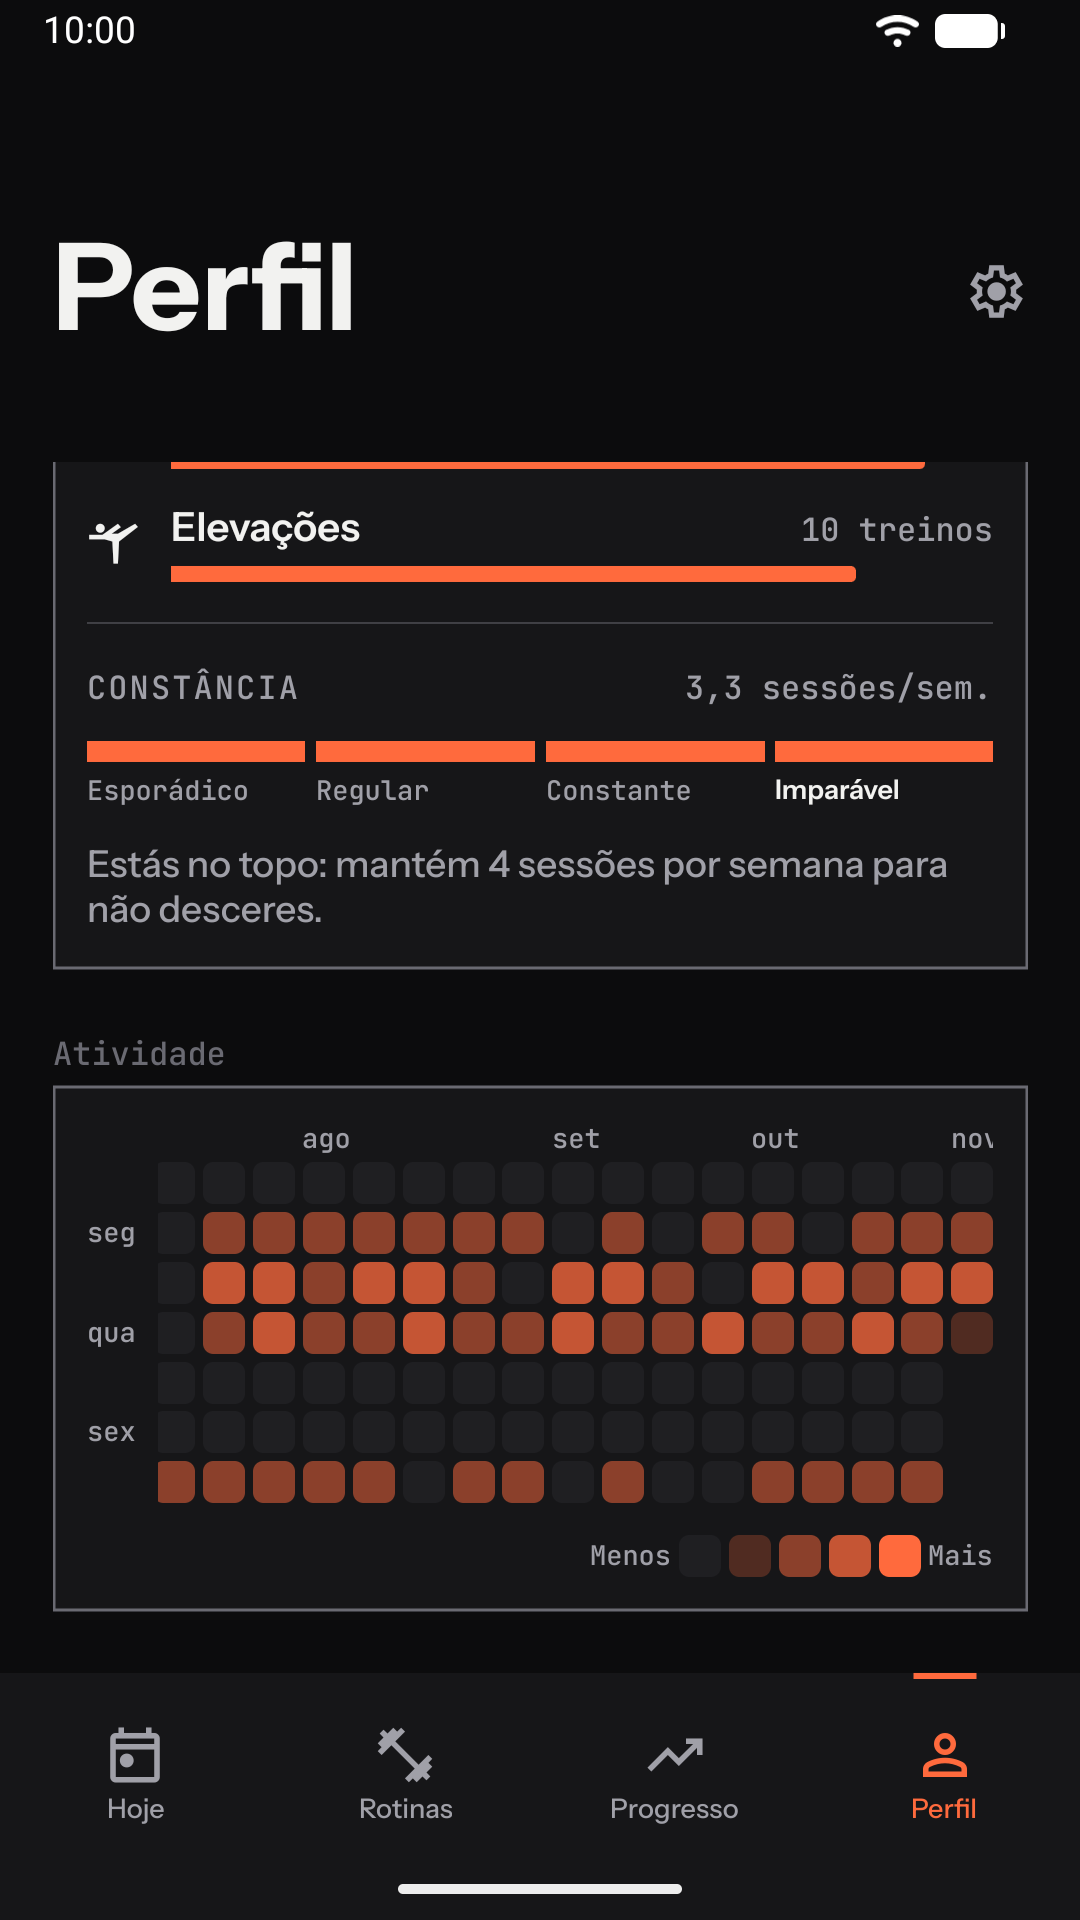 10:00
Perfil
Elevações
10 treinos
CONSTÂNCIA
3,3 sessões/sem.
Esporádico
Regular
Constante
Imparável
Estás no topo: mantém 4 sessões por semana para
não desceres.
Atividade
ago set out nov
seg
qua
sex
Menos
Mais
Hoje
Rotinas
Progresso
Perfil